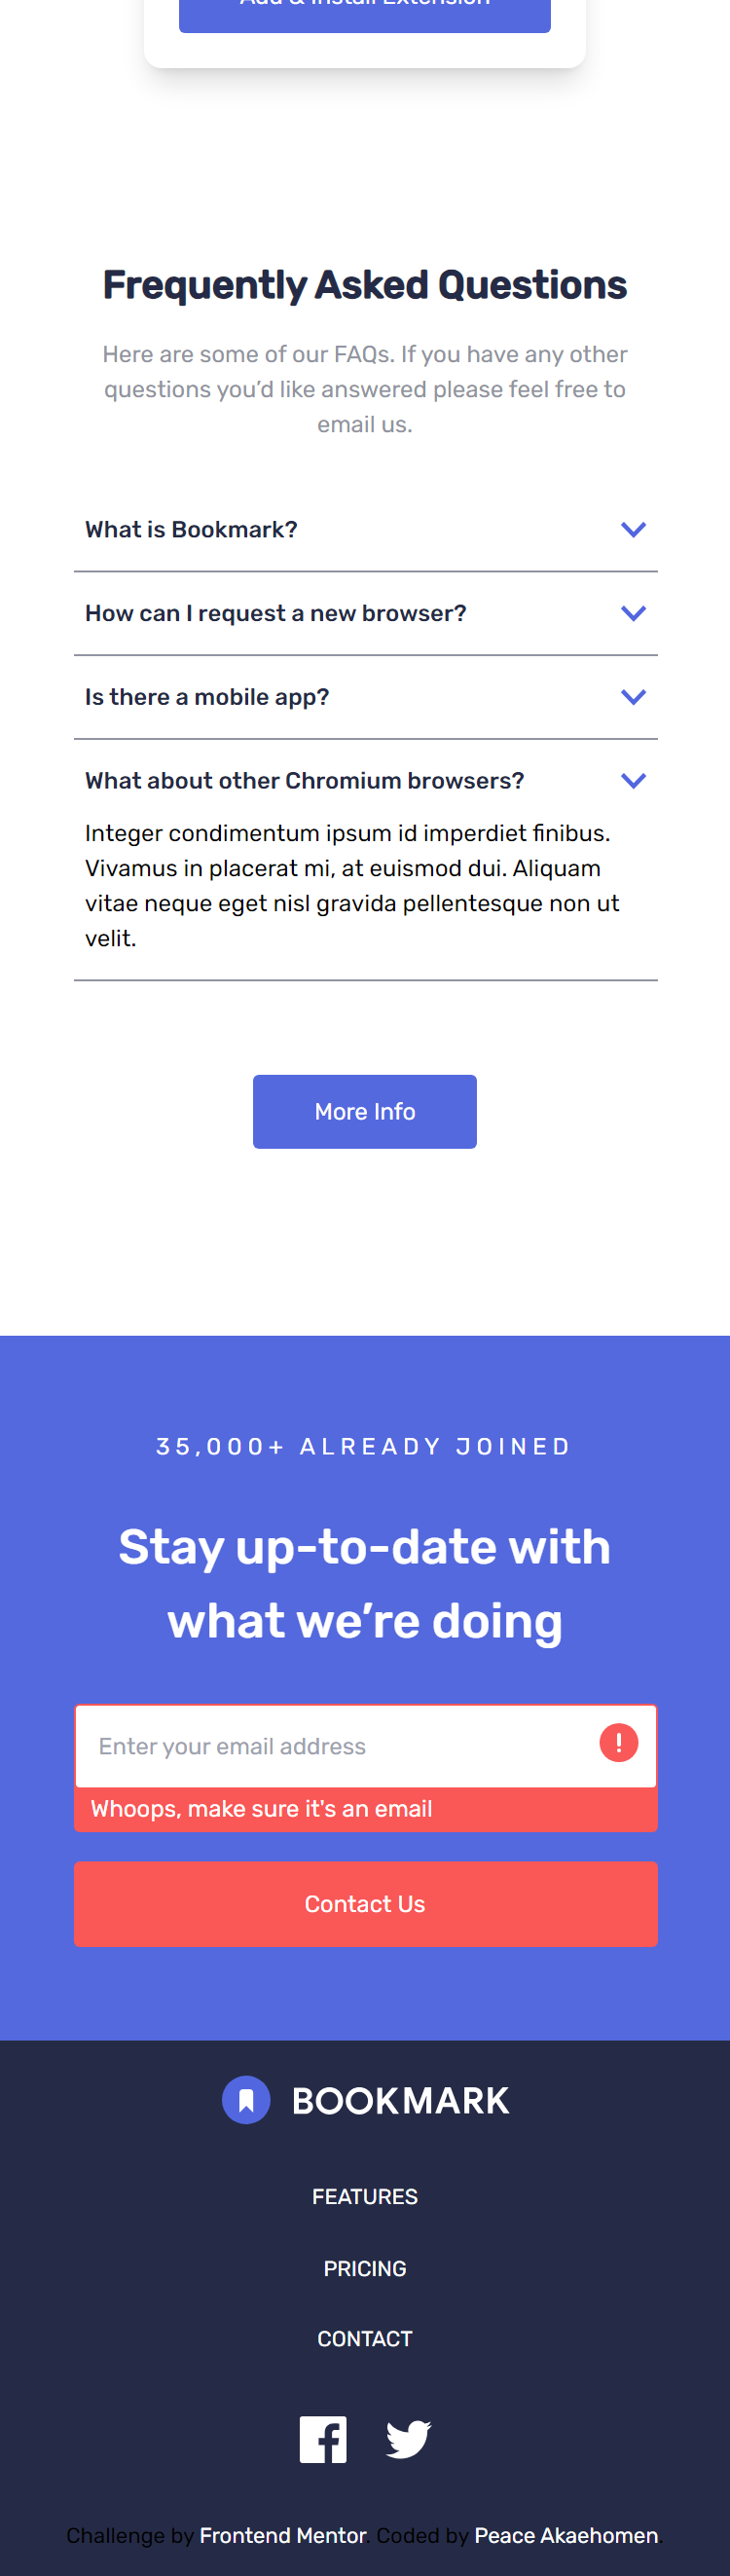 Add & Install Extension
Frequently Asked Questions
Here are some of our FAQs. If you have any other
questions you’d like answered please feel free to
email us.
What is Bookmark?
How can I request a new browser?
Is there a mobile app?
What about other Chromium browsers?
Integer condimentum ipsum id imperdiet finibus.
Vivamus in placerat mi, at euismod dui. Aliquam
vitae neque eget nisl gravida pellentesque non ut
velit.
More Info
35,000+ ALREADY JOINED
Stay up-to-date with
what we’re doing
Enter your email address
Whoops, make sure it's an email
Contact Us
BOOKMARK
FEATURES
PRICING
CONTACT
Challenge by Frontend Mentor. Coded by Peace Akaehomen.